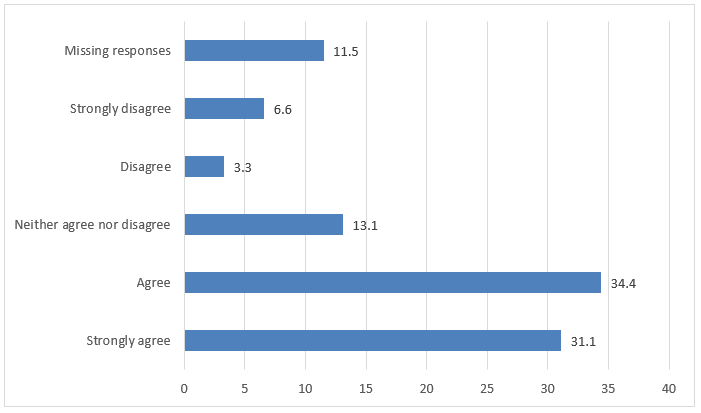 Missing responses 11.5
Strongly disagree 6.6
Disagree 3.3
Neither agree nor disagree 13.1
Agree 34.4
Strongly agree 31.1
0 5 10 15 20 25 30 35 40